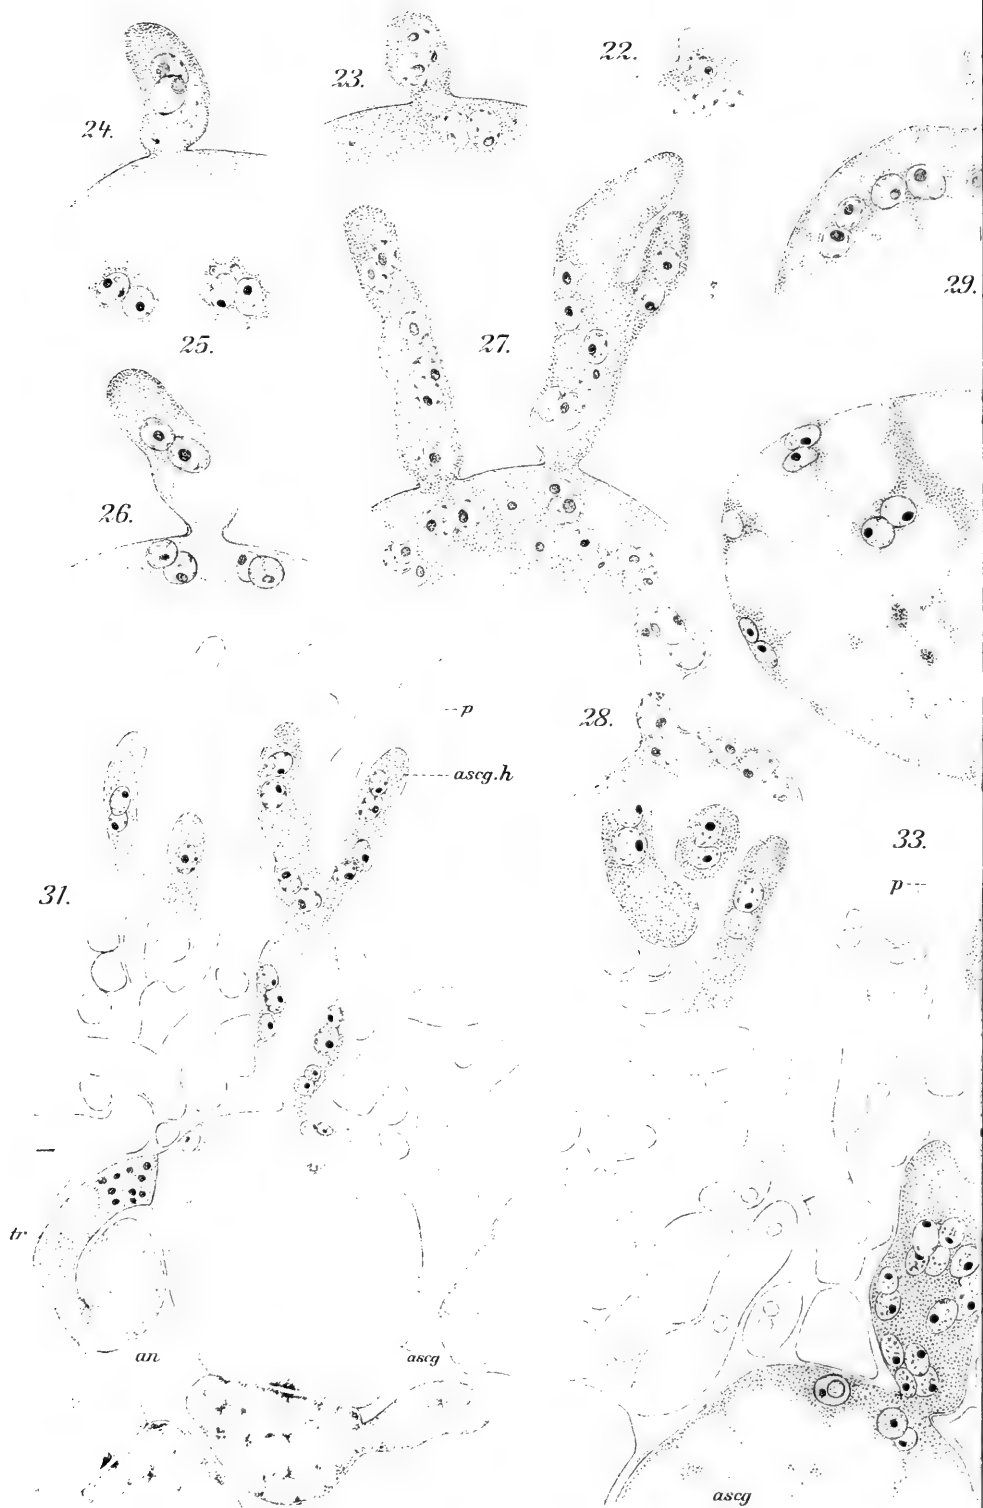 22.
23.
24.
25.
27.
29.
26.
28.
p
ascg.h
31.
33.
p
tr
an
ascg
ascg